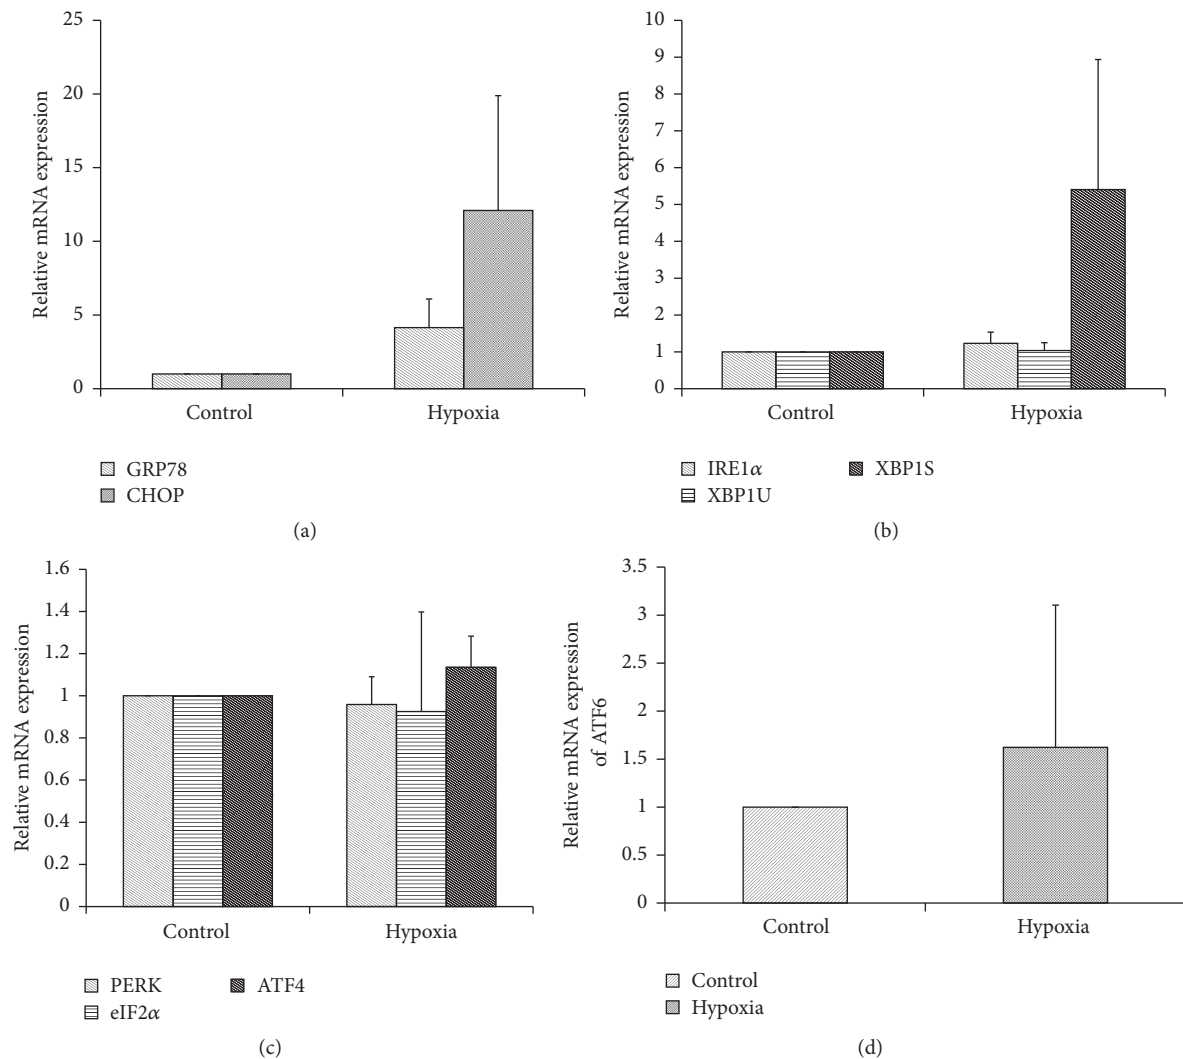 25
20
15
10
5
0
Relative mRNA expression
Control
Hypoxia
GRP78
CHOP
(a)
10
9
8
7
6
5
4
3
2
1
0
Relative mRNA expression
Control
Hypoxia
IRE1α
XBP1S
XBP1U
(b)
1.6
1.4
1.2
1
0.8
0.6
0.4
0.2
0
Relative mRNA expression
Control
Hypoxia
PERK
ATF4
eIF2α
(c)
3.5
3
2.5
2
1.5
1
0.5
0
Relative mRNA expression
of ATF6
Control
Hypoxia
Control
Hypoxia
(d)